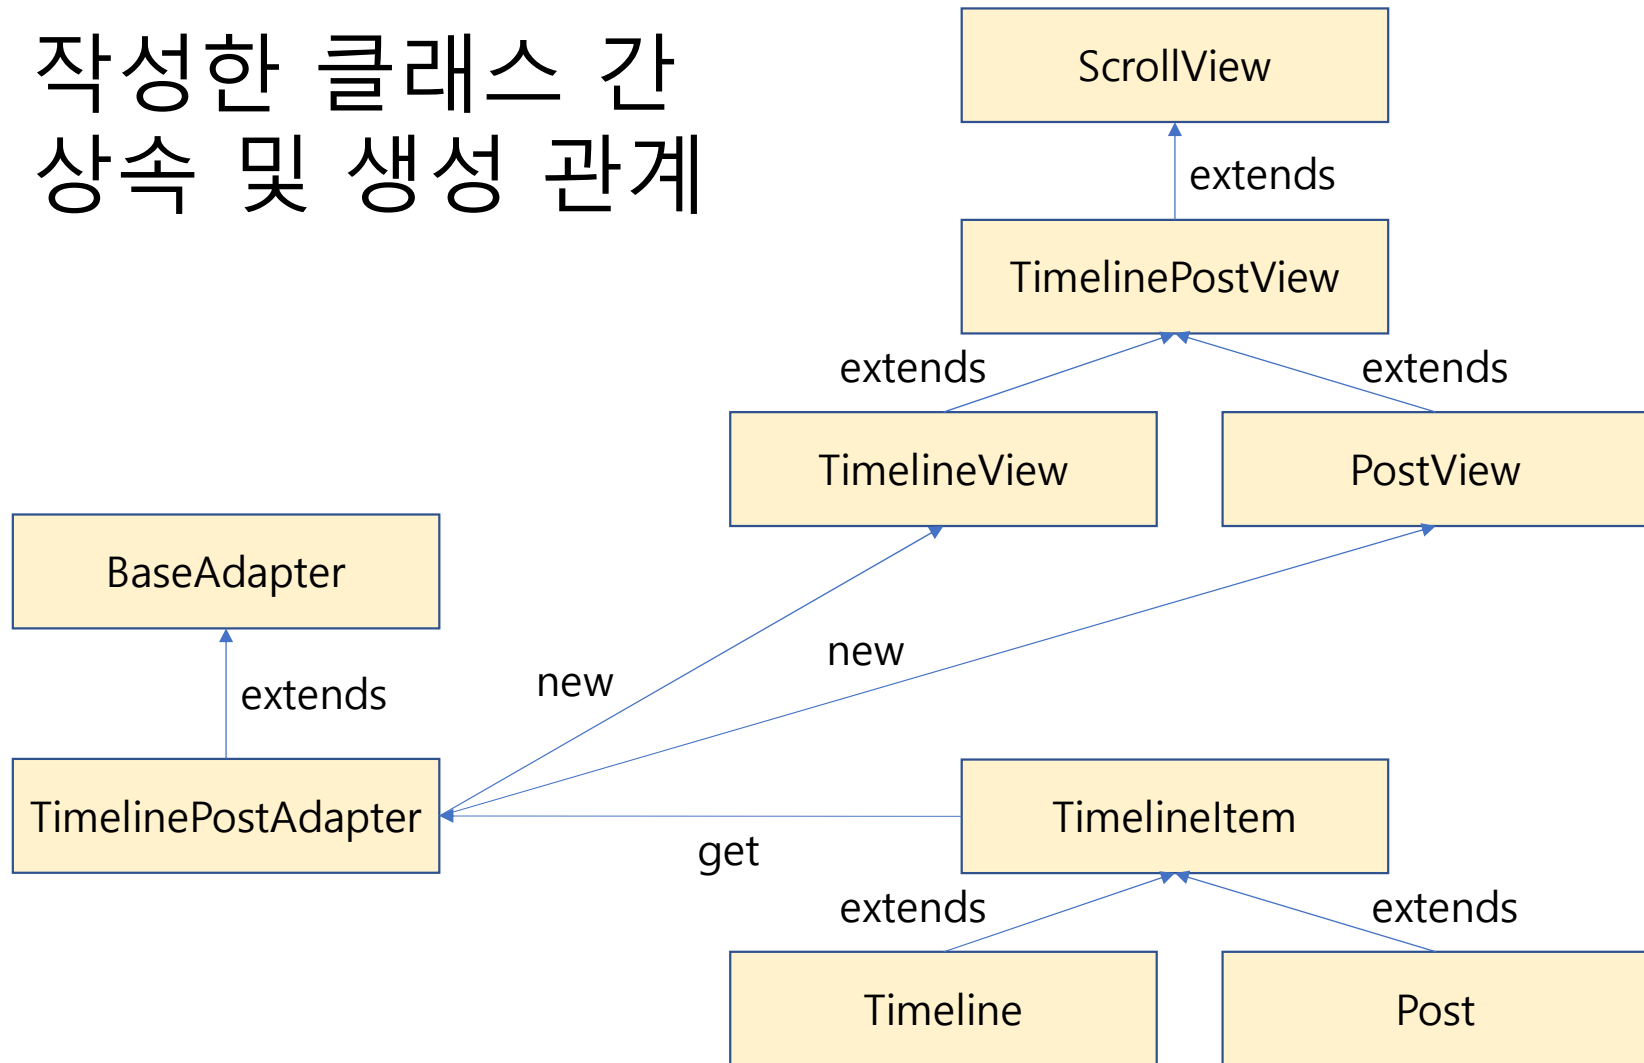 작성한 클래스 간
상속 및 생성 관계
ScrollView
extends
TimelinePostView
extends
extends
TimelineView
PostView
BaseAdapter
extends
new
new
TimelinePostAdapter
get
TimelineItem
extends
extends
Timeline
Post